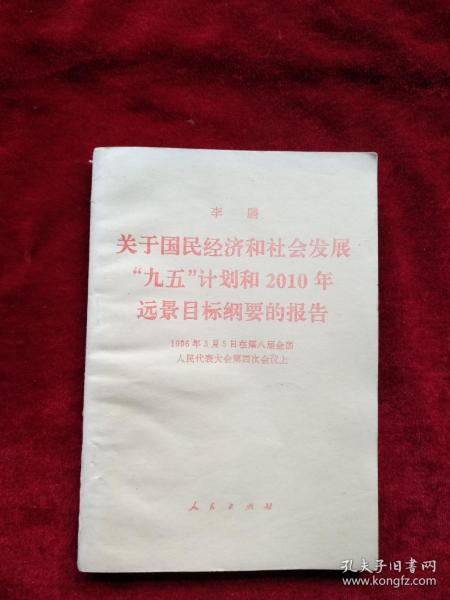 李鹏
关于国民经济和社会发展
“九五”计划和2010年
远景目标纲要的报告
1996年3月5日在第八届全国
人民代表大会第四次会议上
人民出版社
孔夫子旧书网
www.kongfz.com